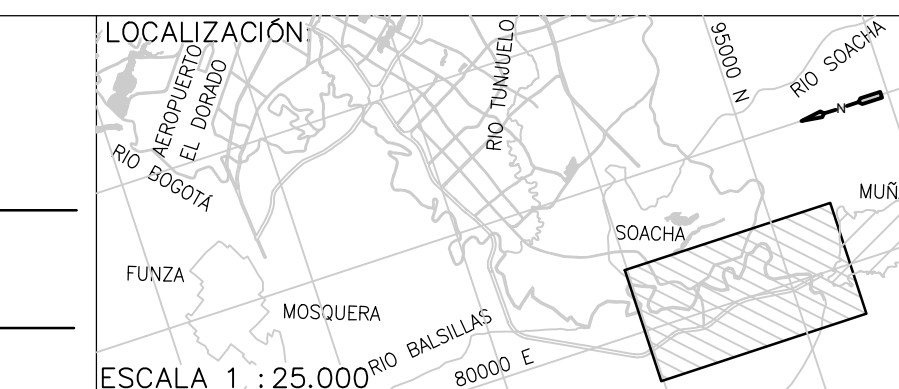 LOCALIZACIÓN:
AEROPUERTO
EL DORADO
RIO BOGOTÁ
RIO TUNJUELO
95000 N
RIO SOACHA
N
MUÑ
SOACHA
FUNZA
MOSQUERA
RIO BALSILLAS
80000 E
ESCALA 1 : 25.000